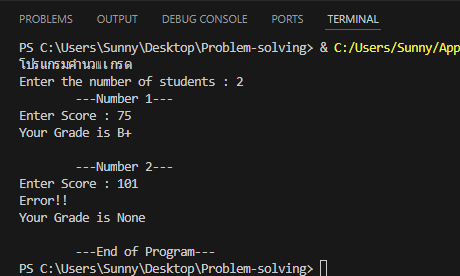 PROBLEMS OUTPUT DEBUG CONSOLE PORTS TERMINAL
PS C:\Users\Sunny\Desktop\Problem-solving> & C:/Users/Sunny/App
โปรแกรมคำนวณเกรด
Enter the number of students : 2
---Number 1---
Enter Score : 75
Your Grade is B+
---Number 2---
Enter Score : 101
Error!!
Your Grade is None
---End of Program---
PS C:\Users\Sunny\Desktop\Problem-solving>